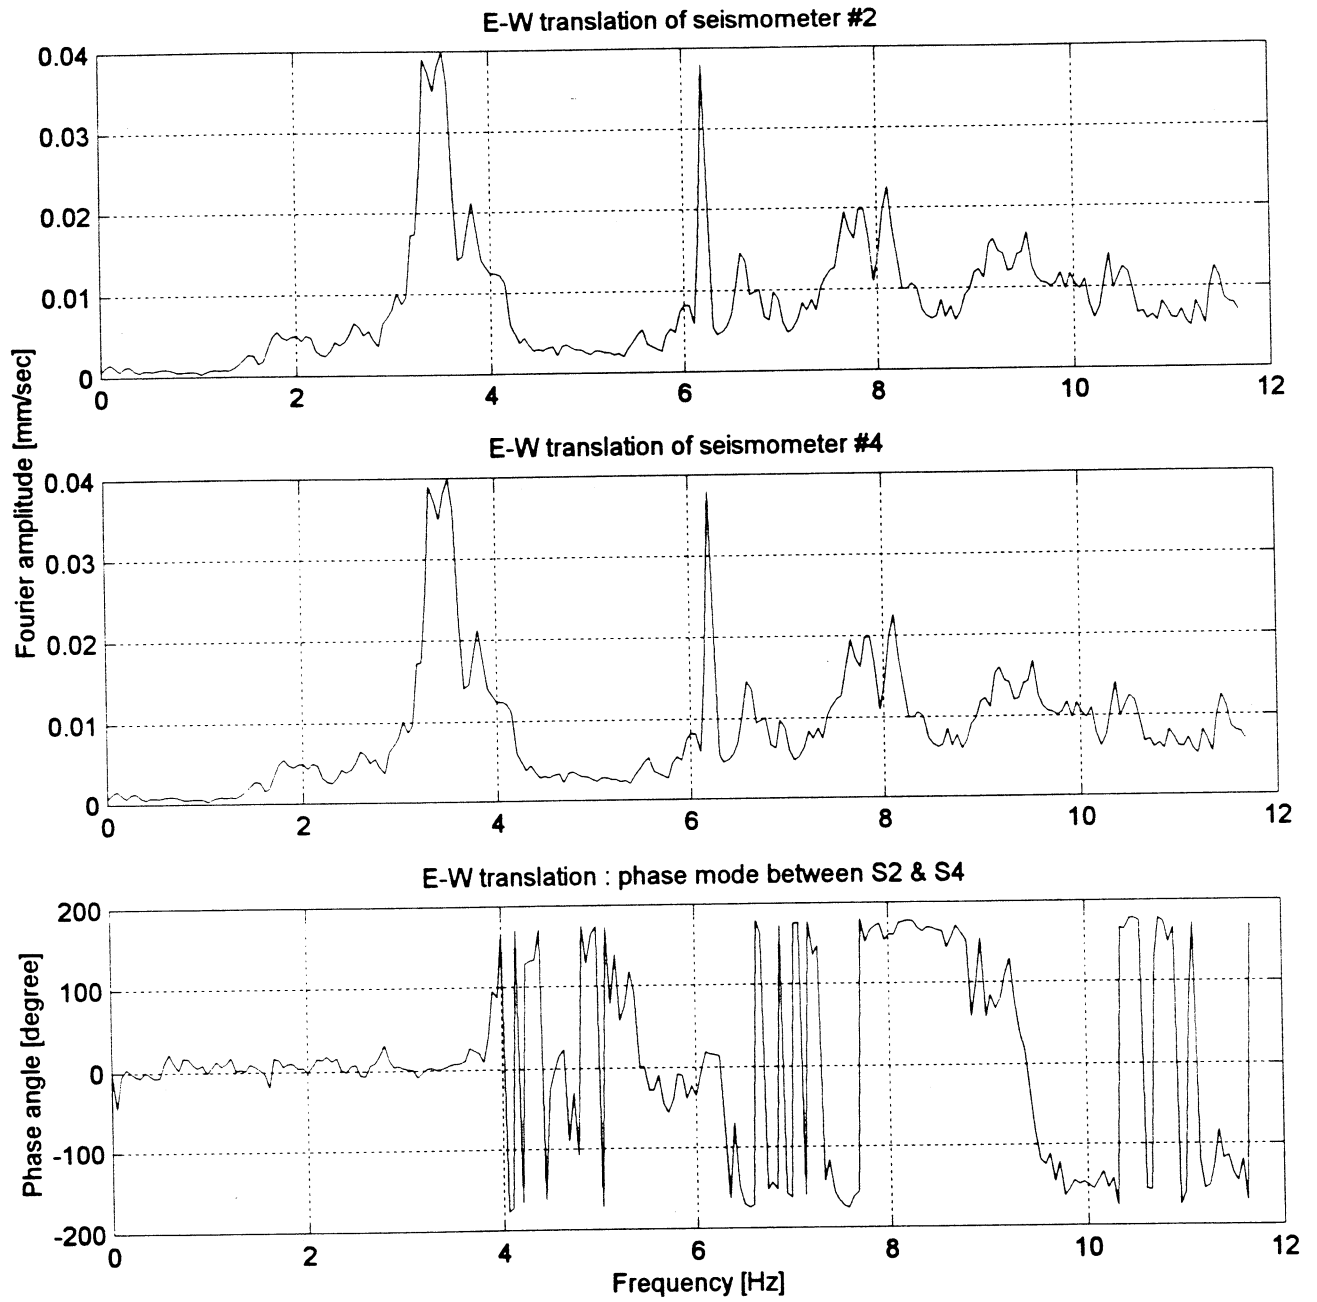 E-W translation of seismometer #2
0.04
0.03
0.02
0.01
0
0 2 4 6 8 10 12
E-W translation of seismometer #4
Fourier amplitude [mm/sec]
0.04
0.03
0.02
0.01
0
0 2 4 6 8 10 12
E-W translation : phase mode between S2 & S4
Phase angle [degree]
200
100
0
-100
-200
0 2 4 6 8 10 12
Frequency [Hz]